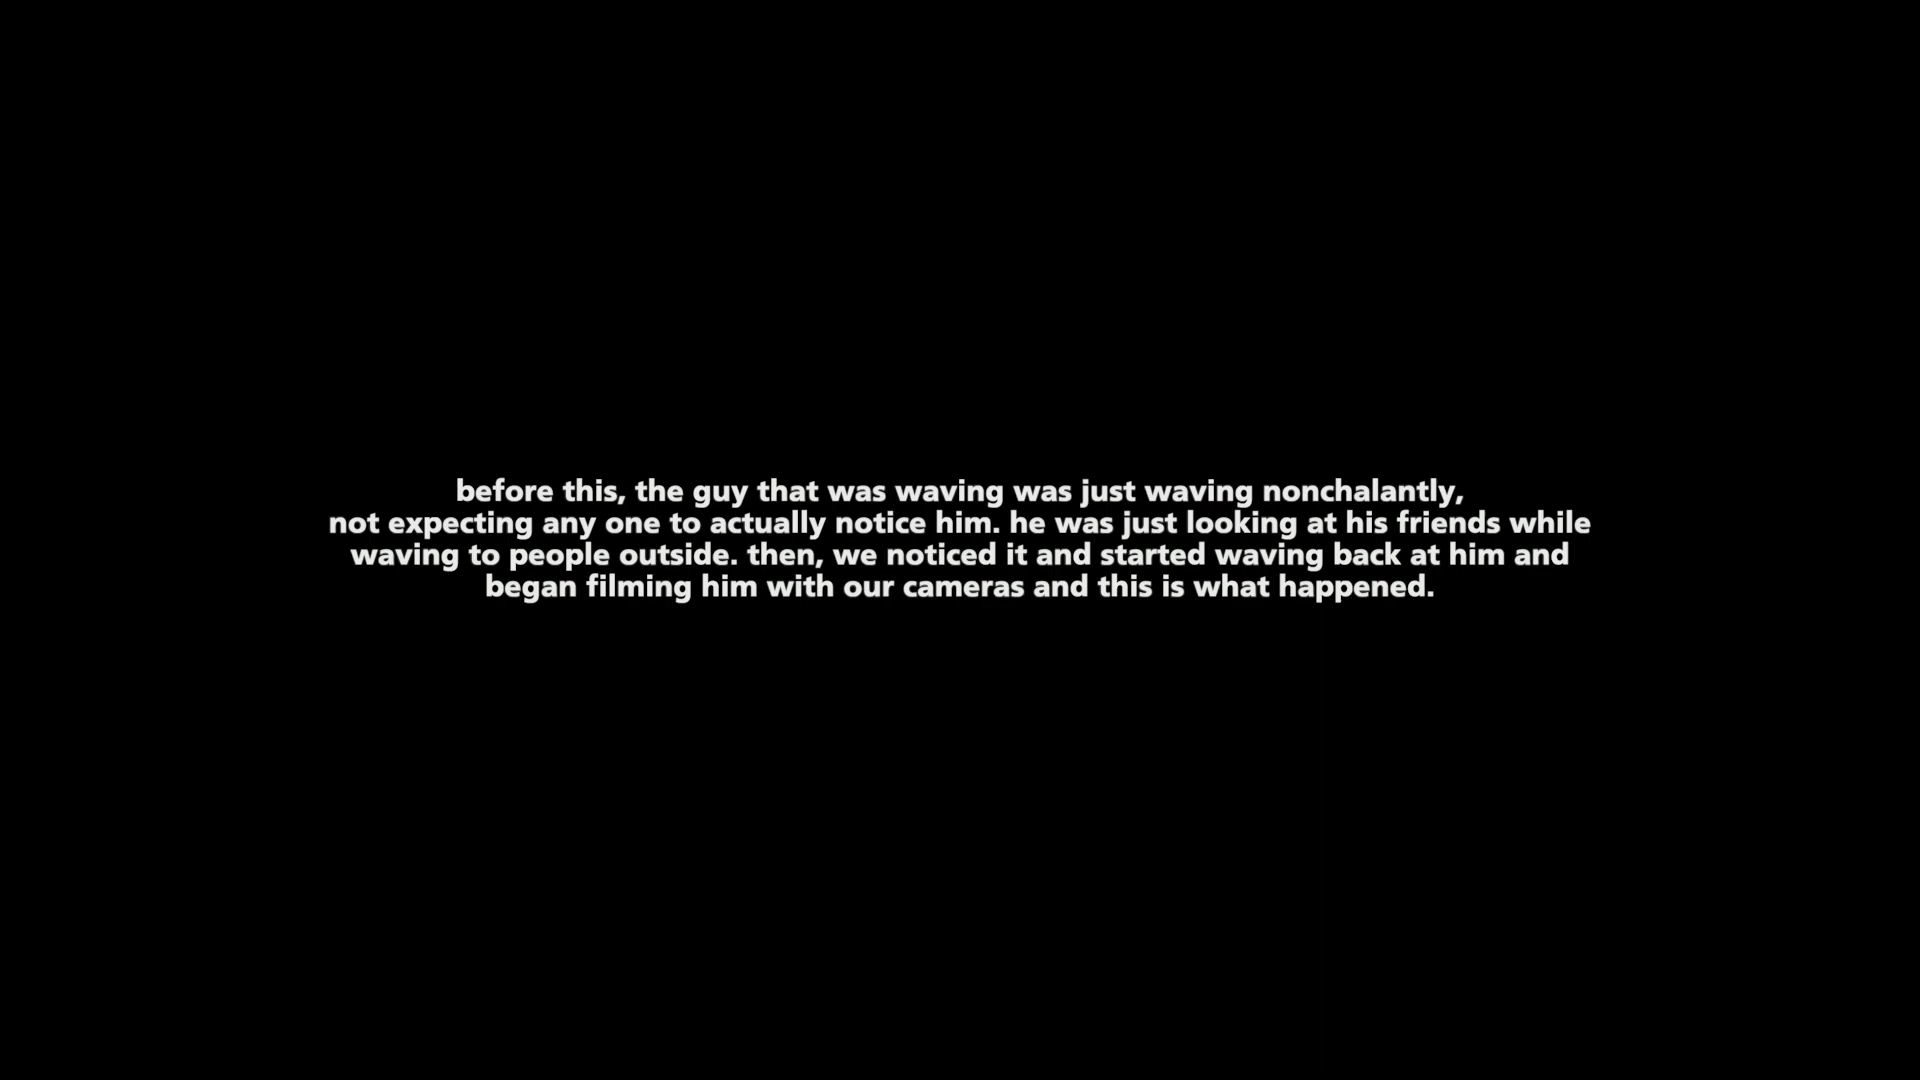 before this, the guy that was waving was just waving nonchalantly,
not expecting any one to actually notice him. he was just looking at his friends while
waving to people outside. then, we noticed it and started waving back at him and
began filming him with our cameras and this is what happened.